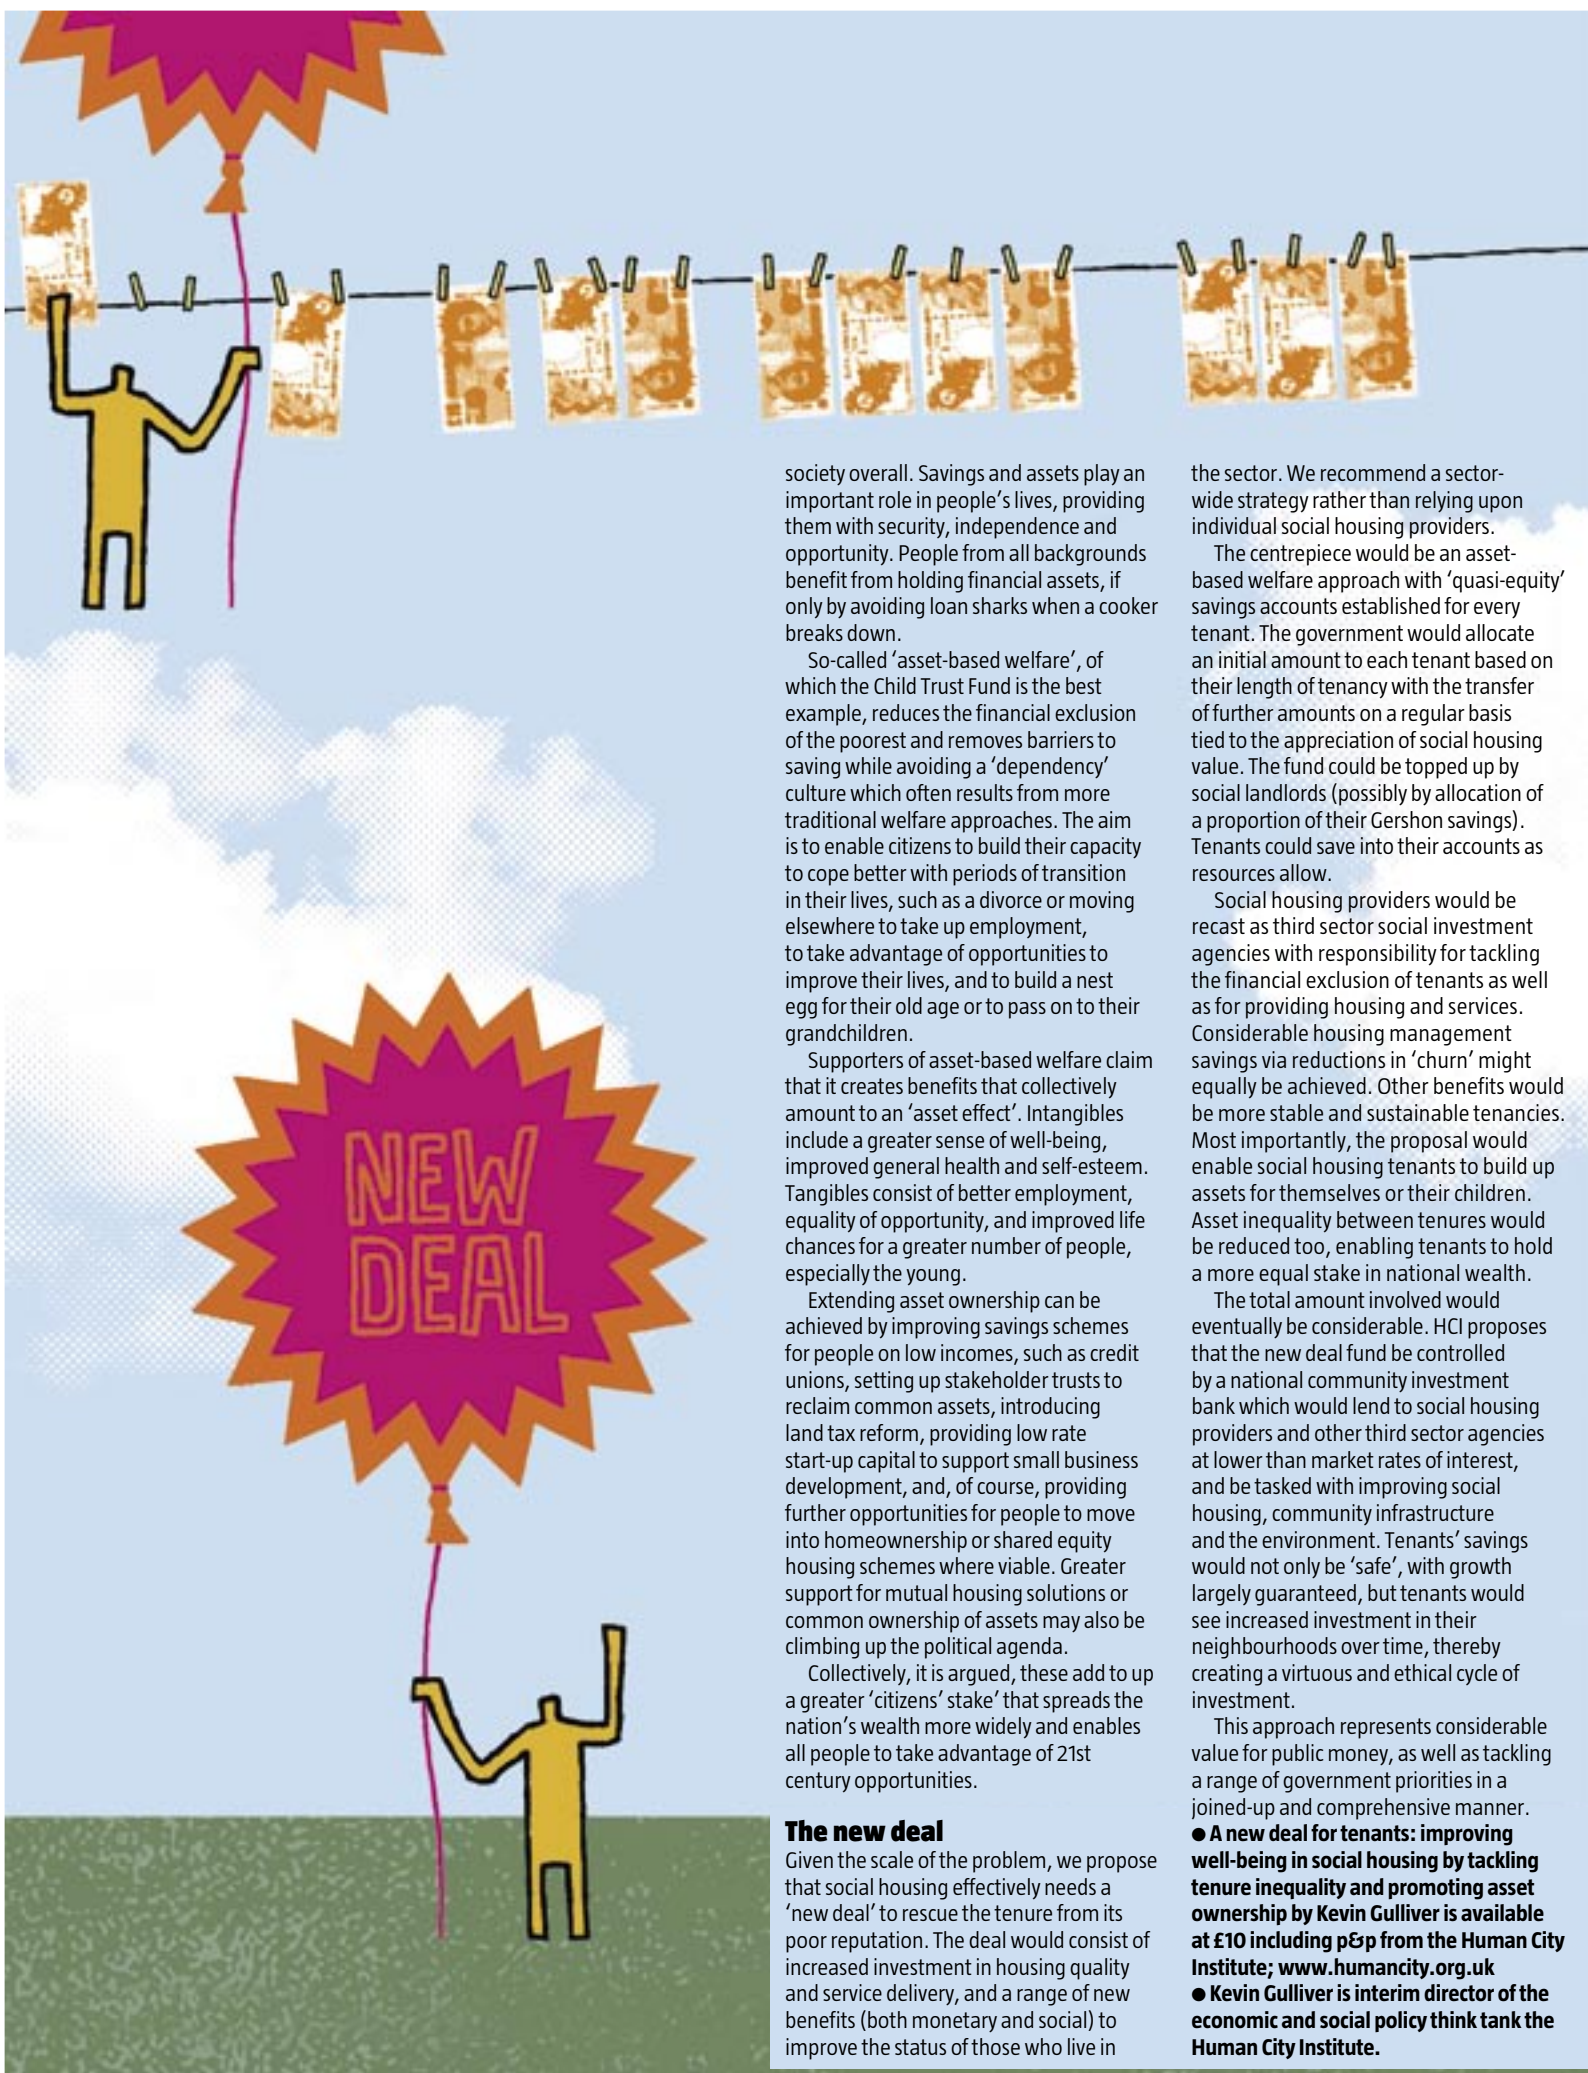 NEW
DEAL
society overall. Savings and assets play an
important role in people’s lives, providing
them with security, independence and
opportunity. People from all backgrounds
benefit from holding financial assets, if
only by avoiding loan sharks when a cooker
breaks down.
So-called ‘asset-based welfare’, of
which the Child Trust Fund is the best
example, reduces the financial exclusion
of the poorest and removes barriers to
saving while avoiding a ‘dependency’
culture which often results from more
traditional welfare approaches. The aim
is to enable citizens to build their capacity
to cope better with periods of transition
in their lives, such as a divorce or moving
elsewhere to take up employment,
to take advantage of opportunities to
improve their lives, and to build a nest
egg for their old age or to pass on to their
grandchildren.
Supporters of asset-based welfare claim
that it creates benefits that collectively
amount to an ‘asset effect’. Intangibles
include a greater sense of well-being,
improved general health and self-esteem.
Tangibles consist of better employment,
equality of opportunity, and improved life
chances for a greater number of people,
especially the young.
Extending asset ownership can be
achieved by improving savings schemes
for people on low incomes, such as credit
unions, setting up stakeholder trusts to
reclaim common assets, introducing
land tax reform, providing low rate
start-up capital to support small business
development, and, of course, providing
further opportunities for people to move
into homeownership or shared equity
housing schemes where viable. Greater
support for mutual housing solutions or
common ownership of assets may also be
climbing up the political agenda.
Collectively, it is argued, these add to up
a greater ‘citizens’ stake’ that spreads the
nation’s wealth more widely and enables
all people to take advantage of 21st
century opportunities.
The new deal
Given the scale of the problem, we propose
that social housing effectively needs a
‘new deal’ to rescue the tenure from its
poor reputation. The deal would consist of
increased investment in housing quality
and service delivery, and a range of new
benefits (both monetary and social) to
improve the status of those who live in
the sector. We recommend a sector-
wide strategy rather than relying upon
individual social housing providers.
The centrepiece would be an asset-
based welfare approach with ‘quasi-equity’
savings accounts established for every
tenant. The government would allocate
an initial amount to each tenant based on
their length of tenancy with the transfer
of further amounts on a regular basis
tied to the appreciation of social housing
value. The fund could be topped up by
social landlords (possibly by allocation of
a proportion of their Gershon savings).
Tenants could save into their accounts as
resources allow.
Social housing providers would be
recast as third sector social investment
agencies with responsibility for tackling
the financial exclusion of tenants as well
as for providing housing and services.
Considerable housing management
savings via reductions in ‘churn’ might
equally be achieved. Other benefits would
be more stable and sustainable tenancies.
Most importantly, the proposal would
enable social housing tenants to build up
assets for themselves or their children.
Asset inequality between tenures would
be reduced too, enabling tenants to hold
a more equal stake in national wealth.
The total amount involved would
eventually be considerable. HCI proposes
that the new deal fund be controlled
by a national community investment
bank which would lend to social housing
providers and other third sector agencies
at lower than market rates of interest,
and be tasked with improving social
housing, community infrastructure
and the environment. Tenants’ savings
would not only be ‘safe’, with growth
largely guaranteed, but tenants would
see increased investment in their
neighbourhoods over time, thereby
creating a virtuous and ethical cycle of
investment.
This approach represents considerable
value for public money, as well as tackling
a range of government priorities in a
joined-up and comprehensive manner.
● A new deal for tenants: improving
well-being in social housing by tackling
tenure inequality and promoting asset
ownership by Kevin Gulliver is available
at £10 including p&p from the Human City
Institute; www.humancity.org.uk
● Kevin Gulliver is interim director of the
economic and social policy think tank the
Human City Institute.